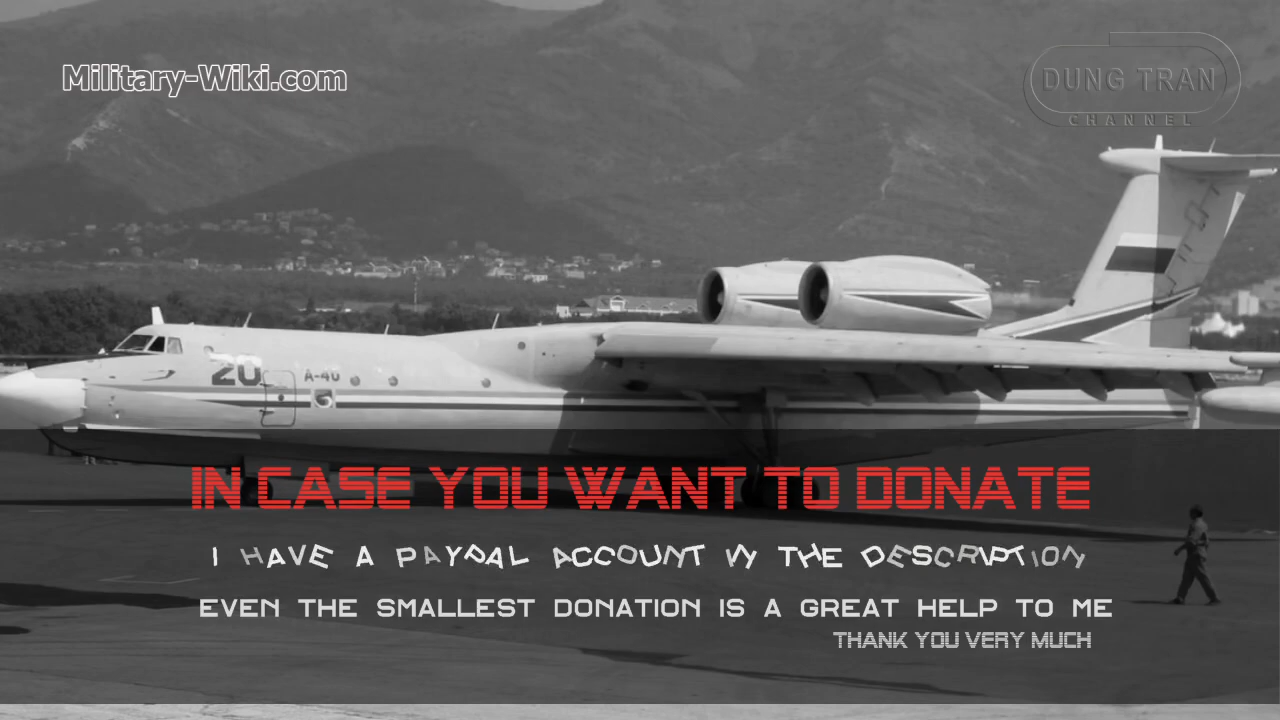 Military-Wiki.com
DUNG TRAN
CHANNEL
20
A-40
IN CASE YOU WANT TO DONATE
I HAVE A PAYPAL ACCOUNT IN THE DESCRIPTION
EVEN THE SMALLEST DONATION IS A GREAT HELP TO ME
THANK YOU VERY MUCH